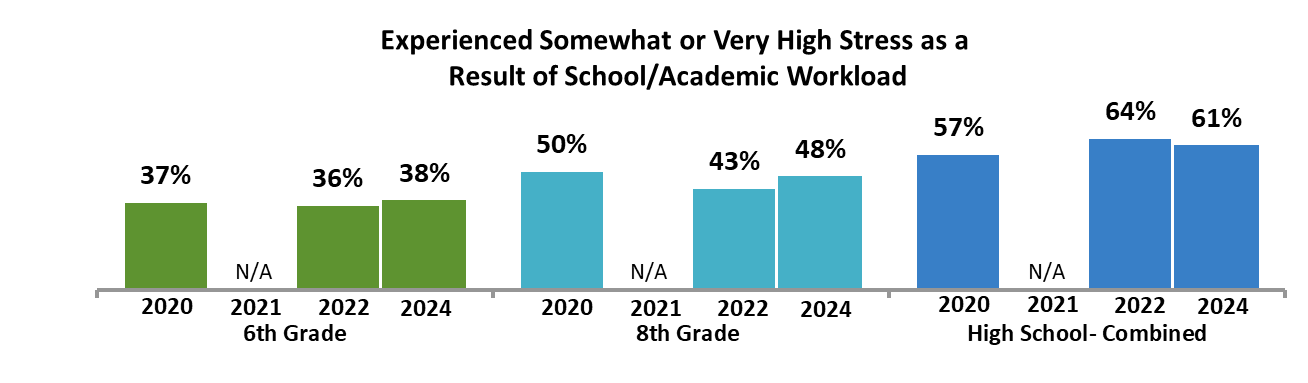 Experienced Somewhat or Very High Stress as a
Result of School/Academic Workload
37% N/A 36% 38% 50% N/A 43% 48% 57% N/A 64% 61%
2020 2021 2022 2024 2020 2021 2022 2024 2020 2021 2022 2024
6th Grade 8th Grade High School- Combined